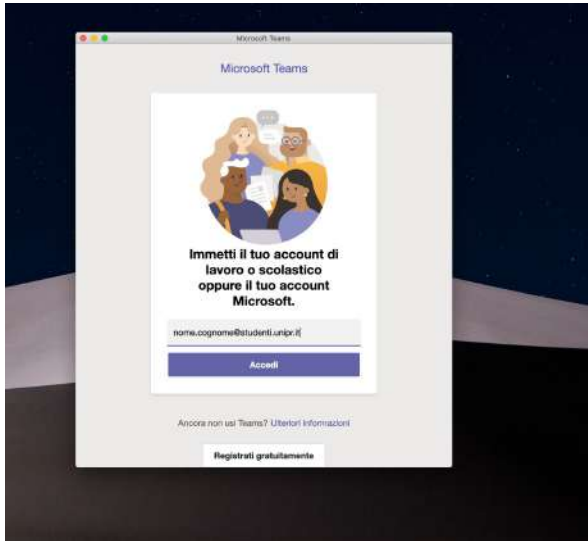 Microsoft Teams
Microsoft Teams
Immetti il tuo account di
lavoro o scolastico
oppure il tuo account
Microsoft.
nome.cognome@studenti.unipr.it
Accedi
Ancora non usi Teams? Ulteriori informazioni
Registrati gratuitamente